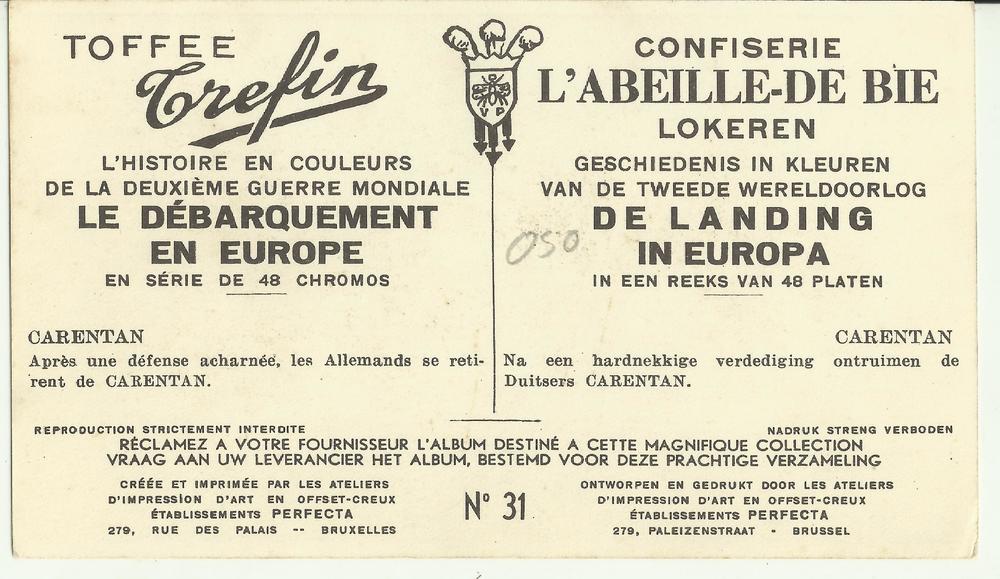 TOFFEE
Trefin
L'HISTOIRE EN COULEURS
DE LA DEUXIÈME GUERRE MONDIALE
LE DÉBARQUEMENT
EN EUROPE
EN SÉRIE DE 48 CHROMOS
CARENTAN
Après une défense acharnée, les Allemands se reti-
rent de CARENTAN.
V D
CONFISERIE
L'ABEILLE-DE BIE
LOKEREN
GESCHIEDENIS IN KLEUREN
VAN DE TWEEDE WERELDOORLOG
DE LANDING
IN EUROPA
IN EEN REEKS VAN 48 PLATEN
050
CARENTAN
Na een hardnekkige verdediging ontruimen de
Duitsers CARENTAN.
REPRODUCTION STRICTEMENT INTERDITE
NADRUK STRENG VERBODEN
RÉCLAMEZ A VOTRE FOURNISSEUR L'ALBUM DESTINÉ A CETTE MAGNIFIQUE COLLECTION
VRAAG AAN UW LEVERANCIER HET ALBUM, BESTEMD VOOR DEZE PRACHTIGE VERZAMELING
CRÉÉE ET IMPRIMÉE PAR LES ATELIERS
D'IMPRESSION D'ART EN OFFSET-CREUX
ÉTABLISSEMENTS PERFECTA
279, RUE DES PALAIS -- BRUXELLES
Nº 31
ONTWORPEN EN GEDRUKT DOOR LES ATELIERS
D'IMPRESSION D'ART EN OFFSET-CREUX
ÉTABLISSEMENTS PERFECTA
279, PALEIZENSTRAAT - BRUSSEL